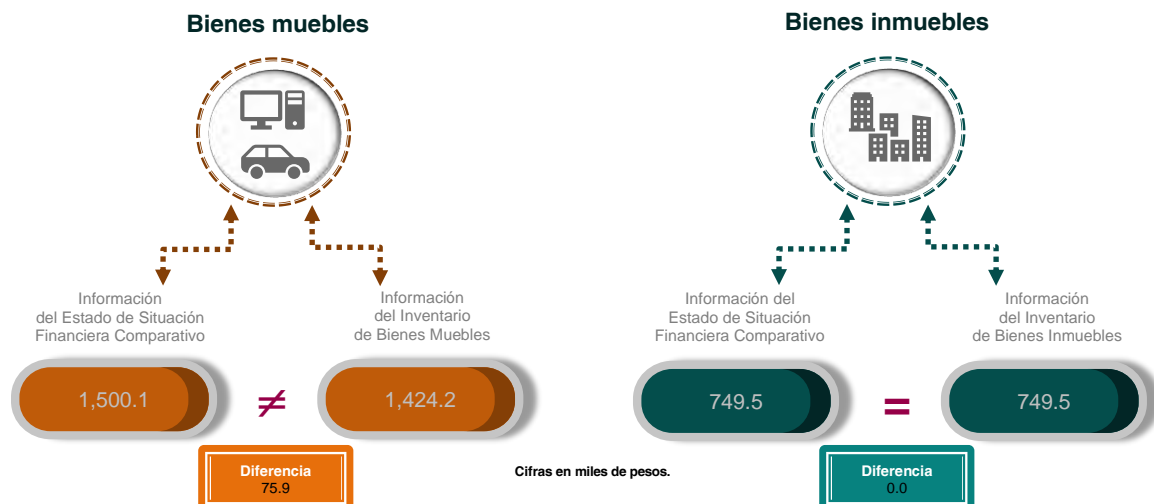 Bienes muebles
Información
del Estado de Situación
Financiera Comparativo
Información
del Inventario
de Bienes Muebles
1,500.1
≠
1,424.2
Diferencia
75.9
Cifras en miles de pesos.
Bienes inmuebles
Información del
Estado de Situación
Financiera Comparativo
Información
del Inventario
de Bienes Inmuebles
749.5
=
749.5
Diferencia
0.0